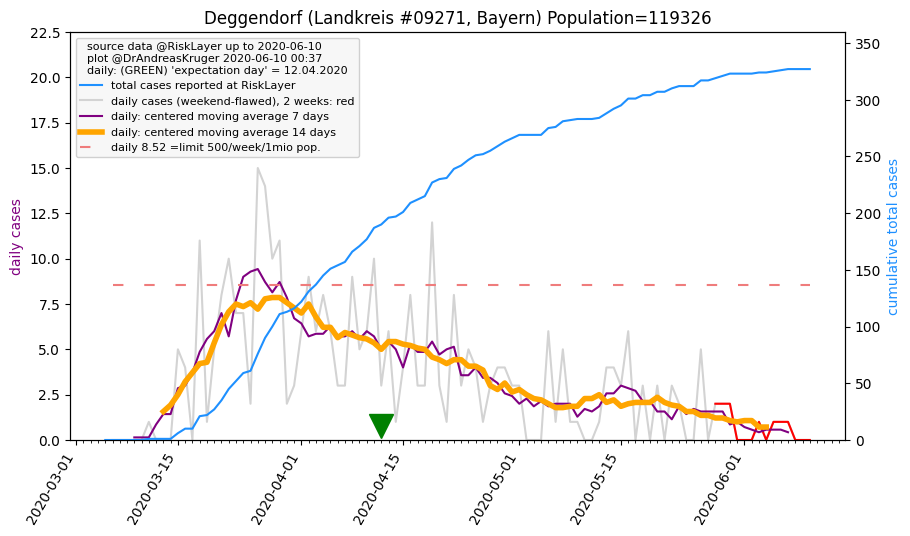 Deggendorf (Landkreis #09271, Bayern) Population=119326
source data @RiskLayer up to 2020-06-10
plot @DrAndreasKruger 2020-06-10 00:37
daily: (GREEN) 'expectation day' = 12.04.2020
total cases reported at RiskLayer
daily cases (weekend-flawed), 2 weeks: red
daily: centered moving average 7 days
daily: centered moving average 14 days
daily 8.52 =limit 500/week/1mio pop.
daily cases
22.5
20.0
17.5
15.0
12.5
10.0
7.5
5.0
2.5
0.0
350
300
250
200
150
100
50
0
cumulative total cases
2020-03-01
2020-03-15
2020-04-01
2020-04-15
2020-05-01
2020-05-15
2020-06-01